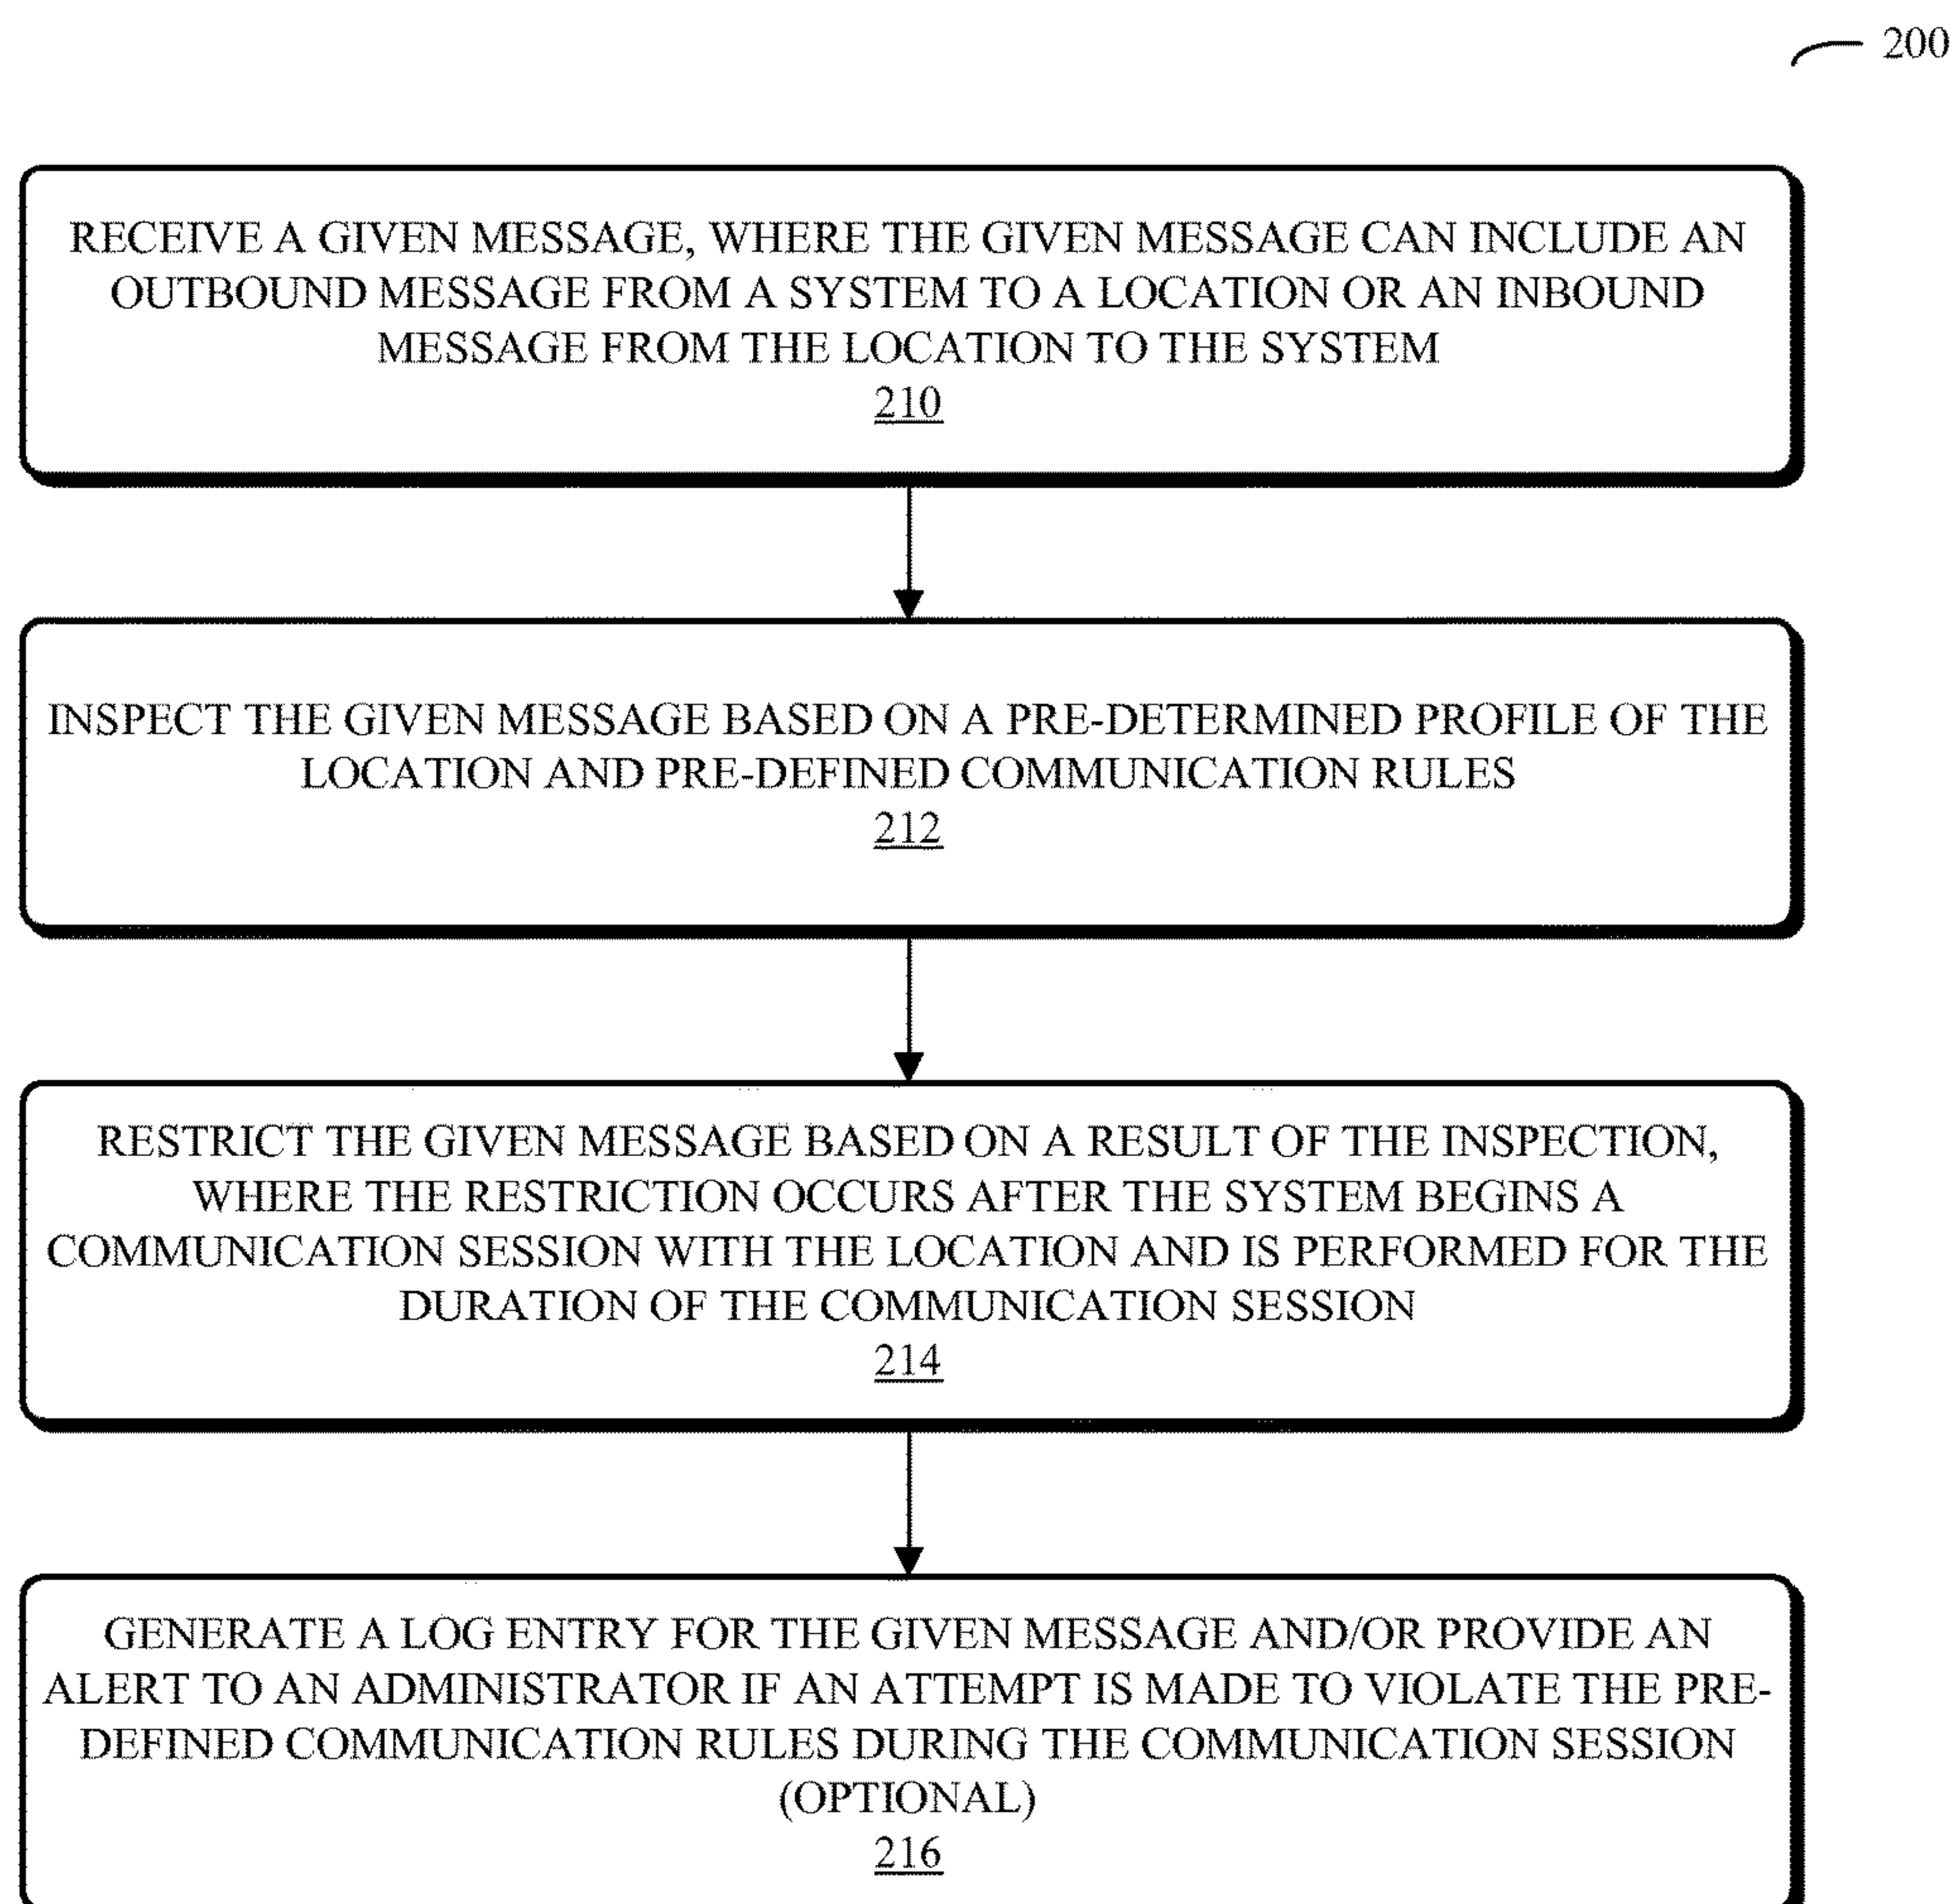 200
RECEIVE A GIVEN MESSAGE, WHERE THE GIVEN MESSAGE CAN INCLUDE AN
OUTBOUND MESSAGE FROM A SYSTEM TO A LOCATION OR AN INBOUND
MESSAGE FROM THE LOCATION TO THE SYSTEM
210
INSPECT THE GIVEN MESSAGE BASED ON A PRE-DETERMINED PROFILE OF THE
LOCATION AND PRE-DEFINED COMMUNICATION RULES
212
RESTRICT THE GIVEN MESSAGE BASED ON A RESULT OF THE INSPECTION,
WHERE THE RESTRICTION OCCURS AFTER THE SYSTEM BEGINS A
COMMUNICATION SESSION WITH THE LOCATION AND IS PERFORMED FOR THE
DURATION OF THE COMMUNICATION SESSION
214
GENERATE A LOG ENTRY FOR THE GIVEN MESSAGE AND/OR PROVIDE AN
ALERT TO AN ADMINISTRATOR IF AN ATTEMPT IS MADE TO VIOLATE THE PRE-
DEFINED COMMUNICATION RULES DURING THE COMMUNICATION SESSION
(OPTIONAL)
216